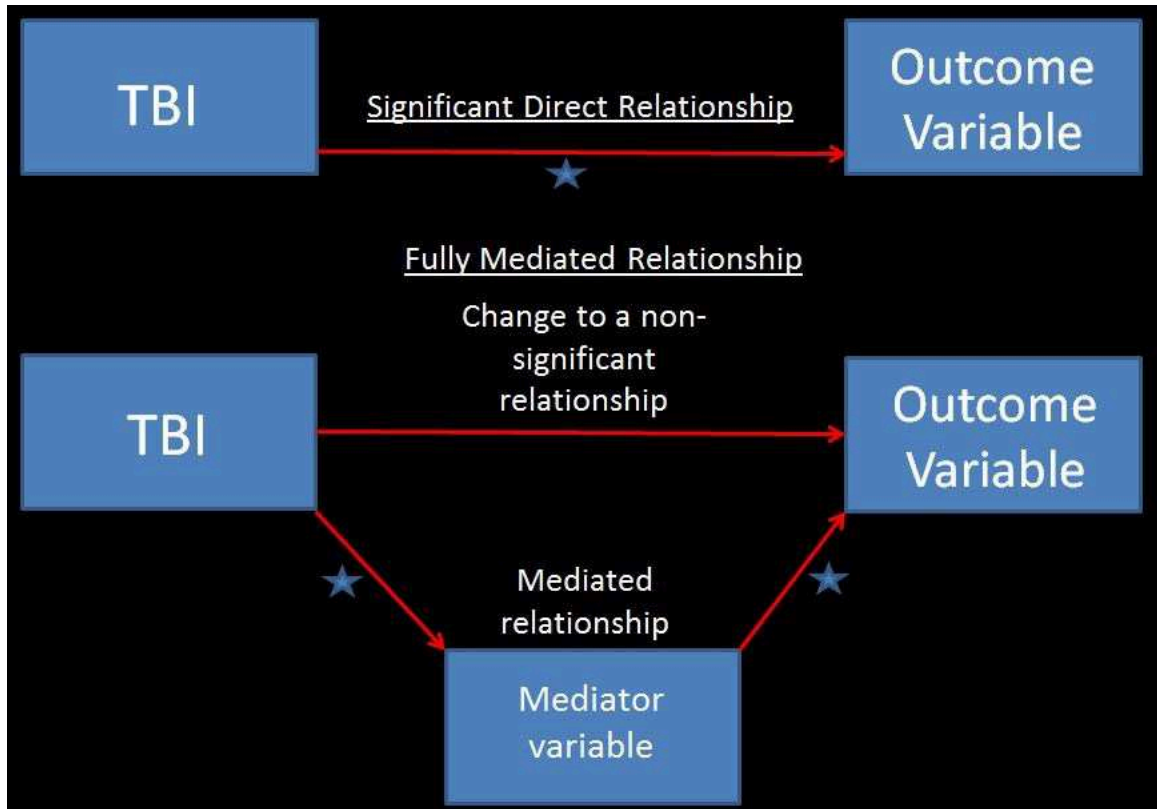 TBI
Significant Direct Relationship
Outcome
Variable
Fully Mediated Relationship
Change to a non-
significant
relationship
TBI
Outcome
Variable
Mediated
relationship
Mediator
variable